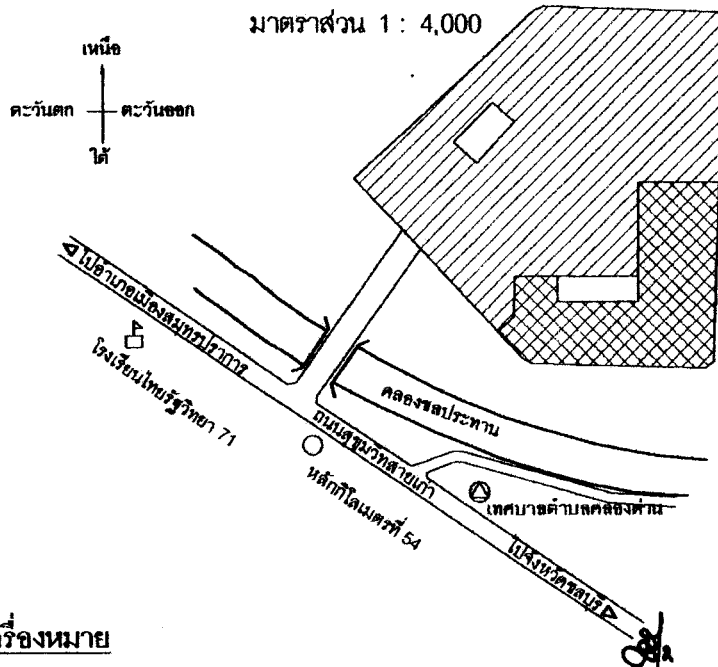 มาตราส่วน 1 : 4,000
เหนือ
ตะวันตก
ตะวันออก
ใต้
ไปอำเภอเมืองสมุทรปราการ
โรงเรียนไทยรัฐวิทยา 71
คลองชลประทาน
ถนนสุขุมวิทสายเก่า
หลักกิโลเมตรที่ 54
เทศบาลตำบลคลองด่าน
ไปจังหวัดชลบุรี
รื่องหมาย